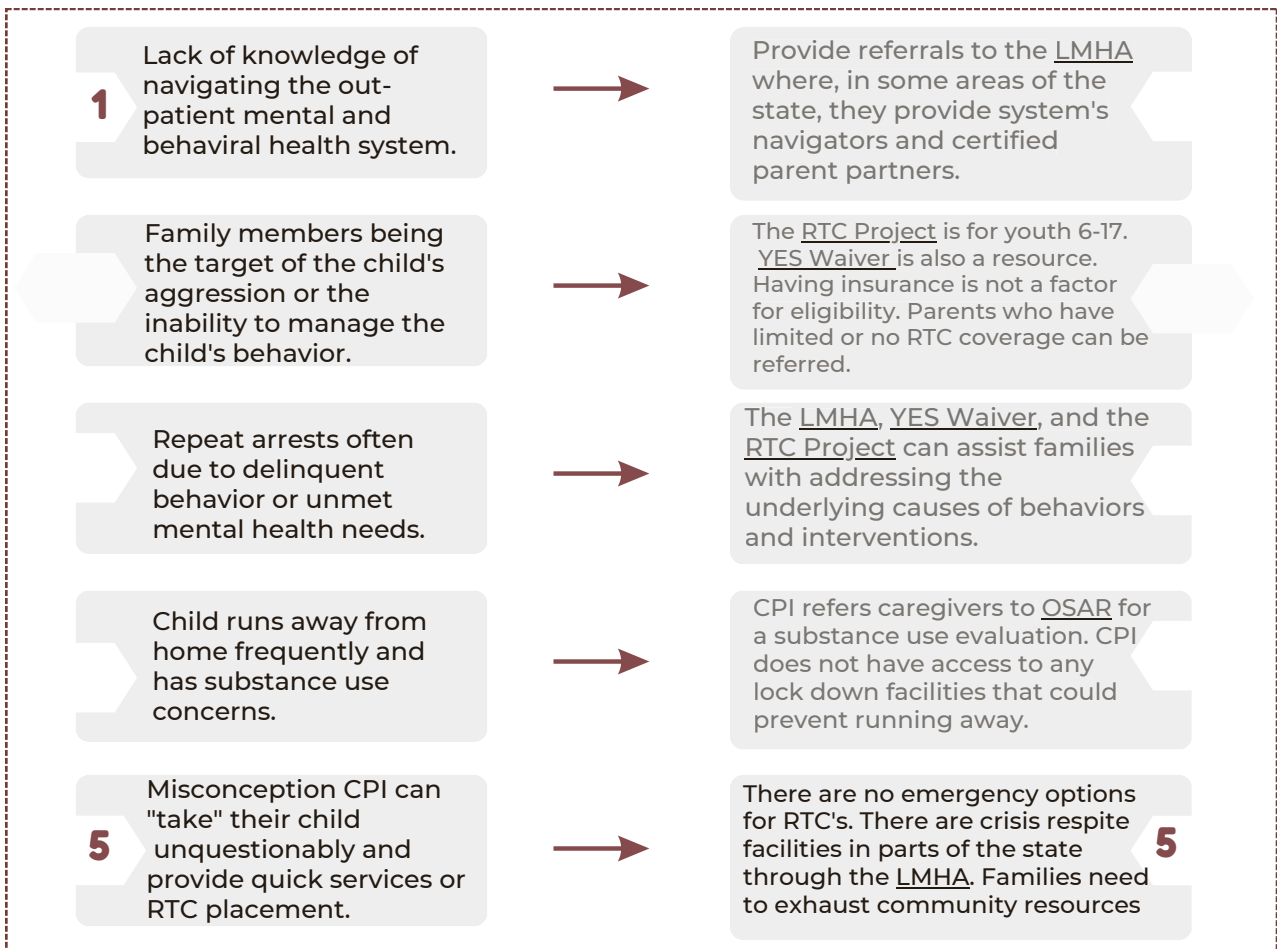 1
Lack of knowledge of
navigating the out-
patient mental and
behaviral health system.
Provide referrals to the LMHA
where, in some areas of the
state, they provide system's
navigators and certified
parent partners.
Family members being
the target of the child's
aggression or the
inability to manage the
child's behavior.
The RTC Project is for youth 6-17.
YES Waiver is also a resource.
Having insurance is not a factor
for eligibility. Parents who have
limited or no RTC coverage can be
referred.
Repeat arrests often
due to delinquent
behavior or unmet
mental health needs.
The LMHA, YES Waiver, and the
RTC Project can assist families
with addressing the
underlying causes of behaviors
and interventions.
Child runs away from
home frequently and
has substance use
concerns.
CPI refers caregivers to OSAR for
a substance use evaluation. CPI
does not have access to any
lock down facilities that could
prevent running away.
5
Misconception CPI can
"take" their child
unquestionably and
provide quick services or
RTC placement.
There are no emergency options
for RTC's. There are crisis respite
facilities in parts of the state
through the LMHA. Families need
to exhaust community resources
5